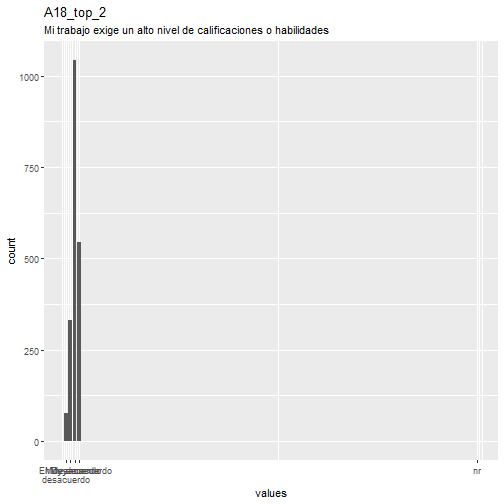 A18_top_2
Mi trabajo exige un alto nivel de calificaciones o habilidades
1000
750
500
250
0
count
desacuerdo
nr
values